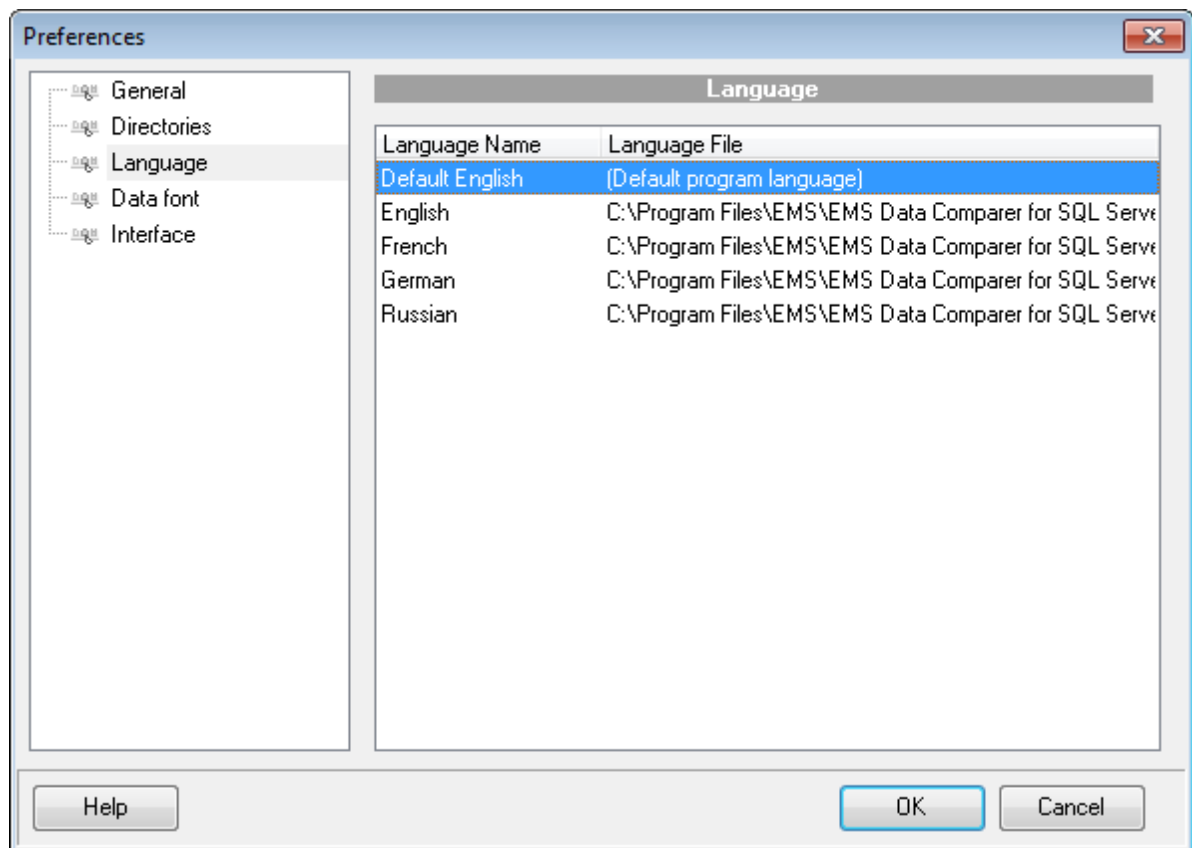 Preferences
General
Directories
Language
Data font
Interface
Language
Language Name Language File
Default English (Default program language)
English C:\Program Files\EMS\EMS Data Comparer for SQL Serve
French C:\Program Files\EMS\EMS Data Comparer for SQL Serve
German C:\Program Files\EMS\EMS Data Comparer for SQL Serve
Russian C:\Program Files\EMS\EMS Data Comparer for SQL Serve
Help OK Cancel